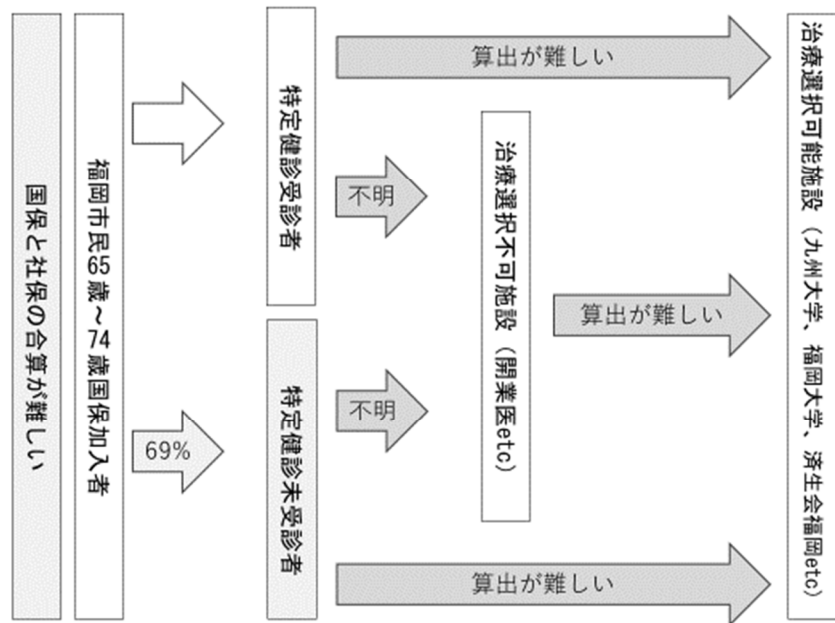 国保と社保の合算が難しい
福岡市民65歳～74歳国保加入者
69%
特定健診受診者
特定健診未受診者
算出が難しい
不明
不明
算出が難しい
治療選択不可施設（開業医etc）
算出が難しい
治療選択可能施設（九州大学、福岡大学、済生会福岡etc）